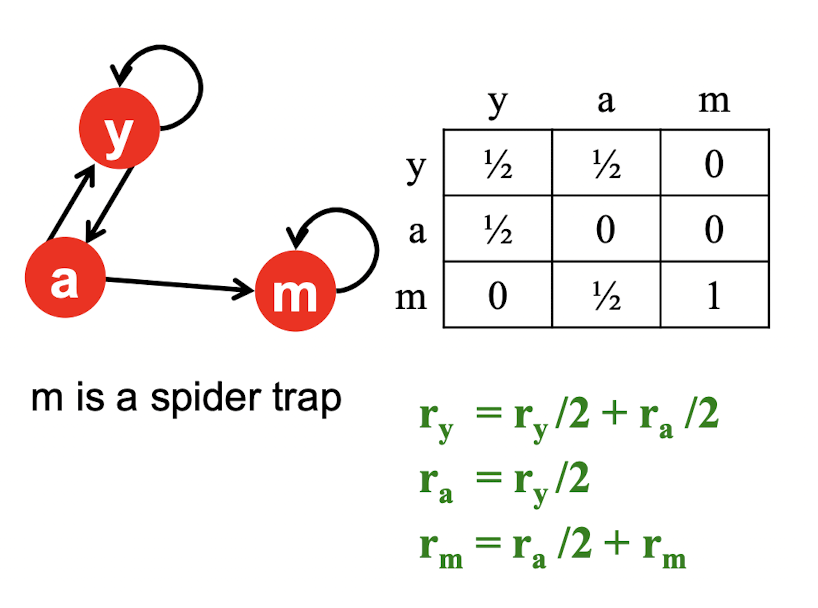 y
a
m
y a m
y ½ ½ 0
a ½ 0 0
m 0 ½ 1
m is a spider trap
r_y = r_y /2 + r_a /2
r_a = r_y /2
r_m = r_a /2 + r_m